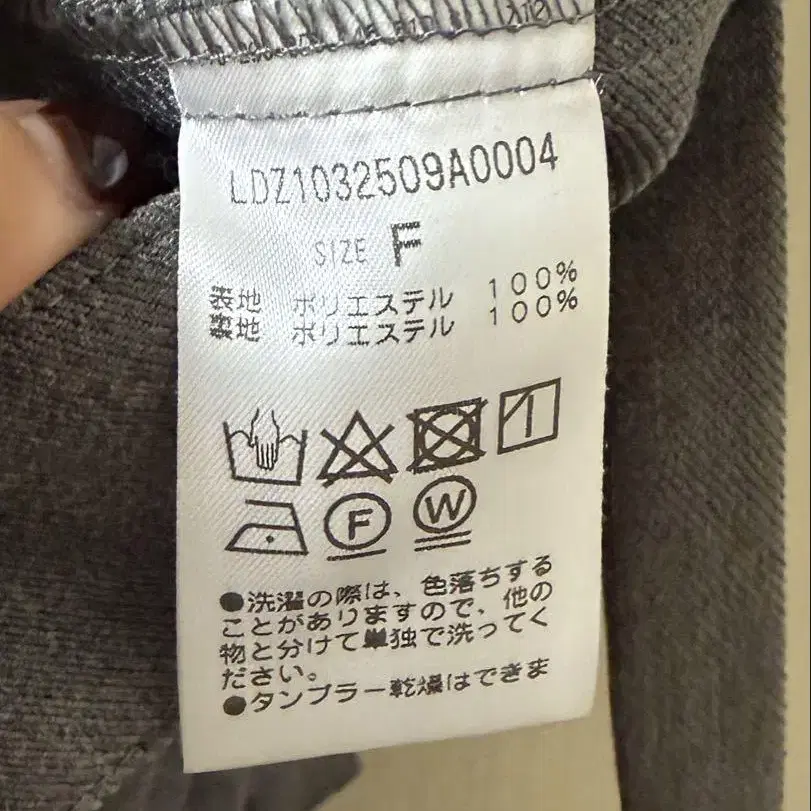 LDZ1032509A0004
SIZE F
表地 ポリエステル 100%
裏地 ポリエステル 100%
F W
●洗濯の際は、色落ちする
ことがありますので、他の
物と分けて単独で洗ってく
ださい。
●タンブラー乾燥はできま